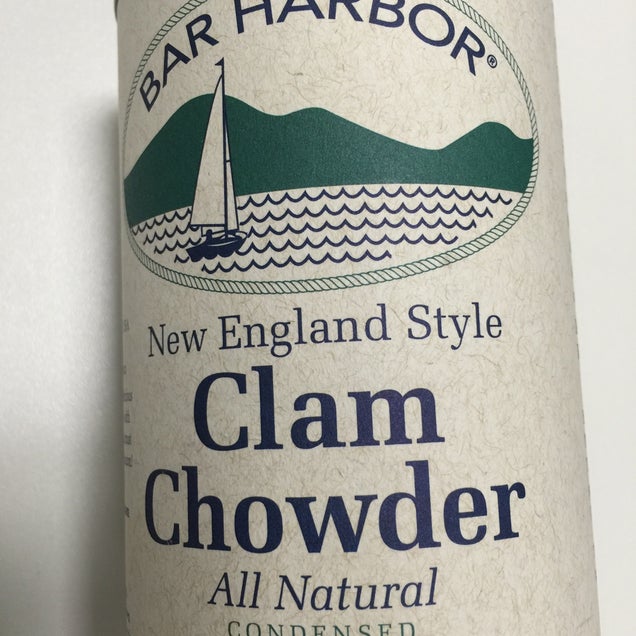 BAR HARBOR®
New England Style
Clam
Chowder
All Natural
CONDENSED